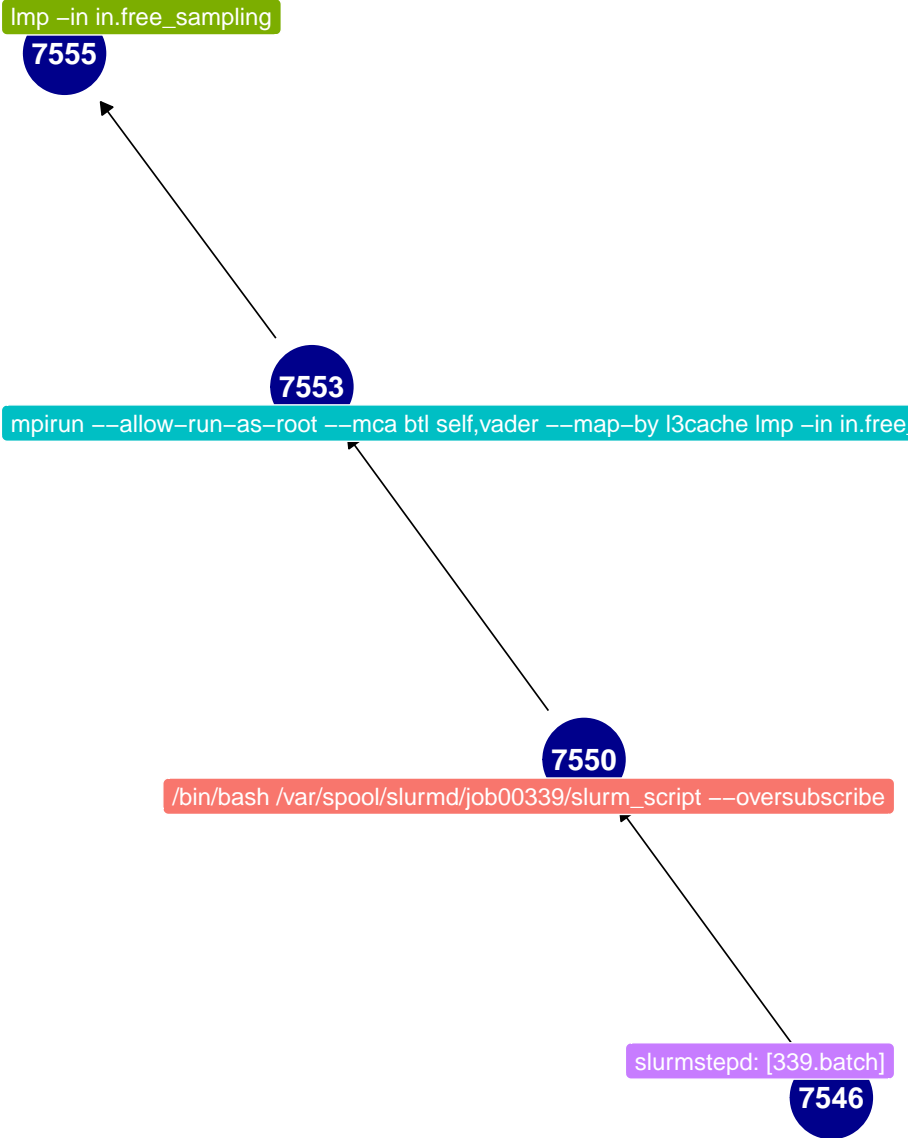 lmp −in in.free_sampling
7555
7553
mpirun −−allow−run−as−root −−mca btl self,vader −−map−by l3cache lmp −in in.free_
7550
/bin/bash /var/spool/slurmd/job00339/slurm_script −−oversubscribe
slurmstepd: [339.batch]
7546